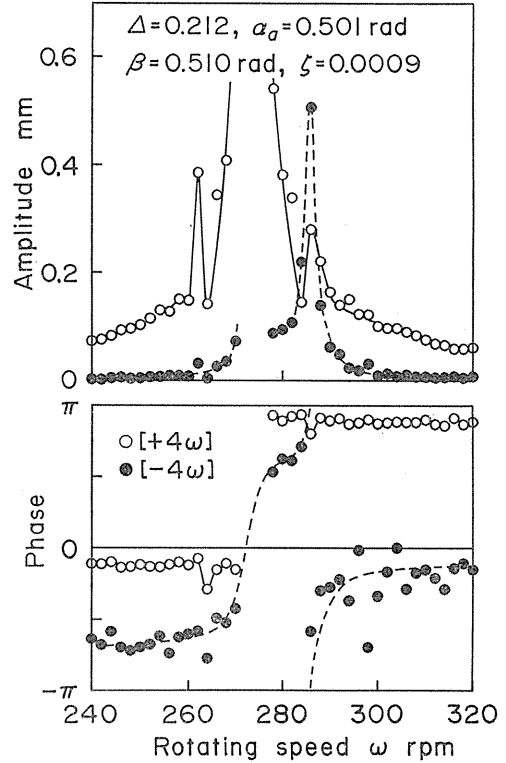 Δ=0.212, αₐ=0.501 rad
β=0.510 rad, ζ=0.0009
Amplitude mm
0.6
0.4
0.2
0
Phase
π
0
-π
○[+4ω]
●[-4ω]
240 260 280 300 320
Rotating speed ω rpm